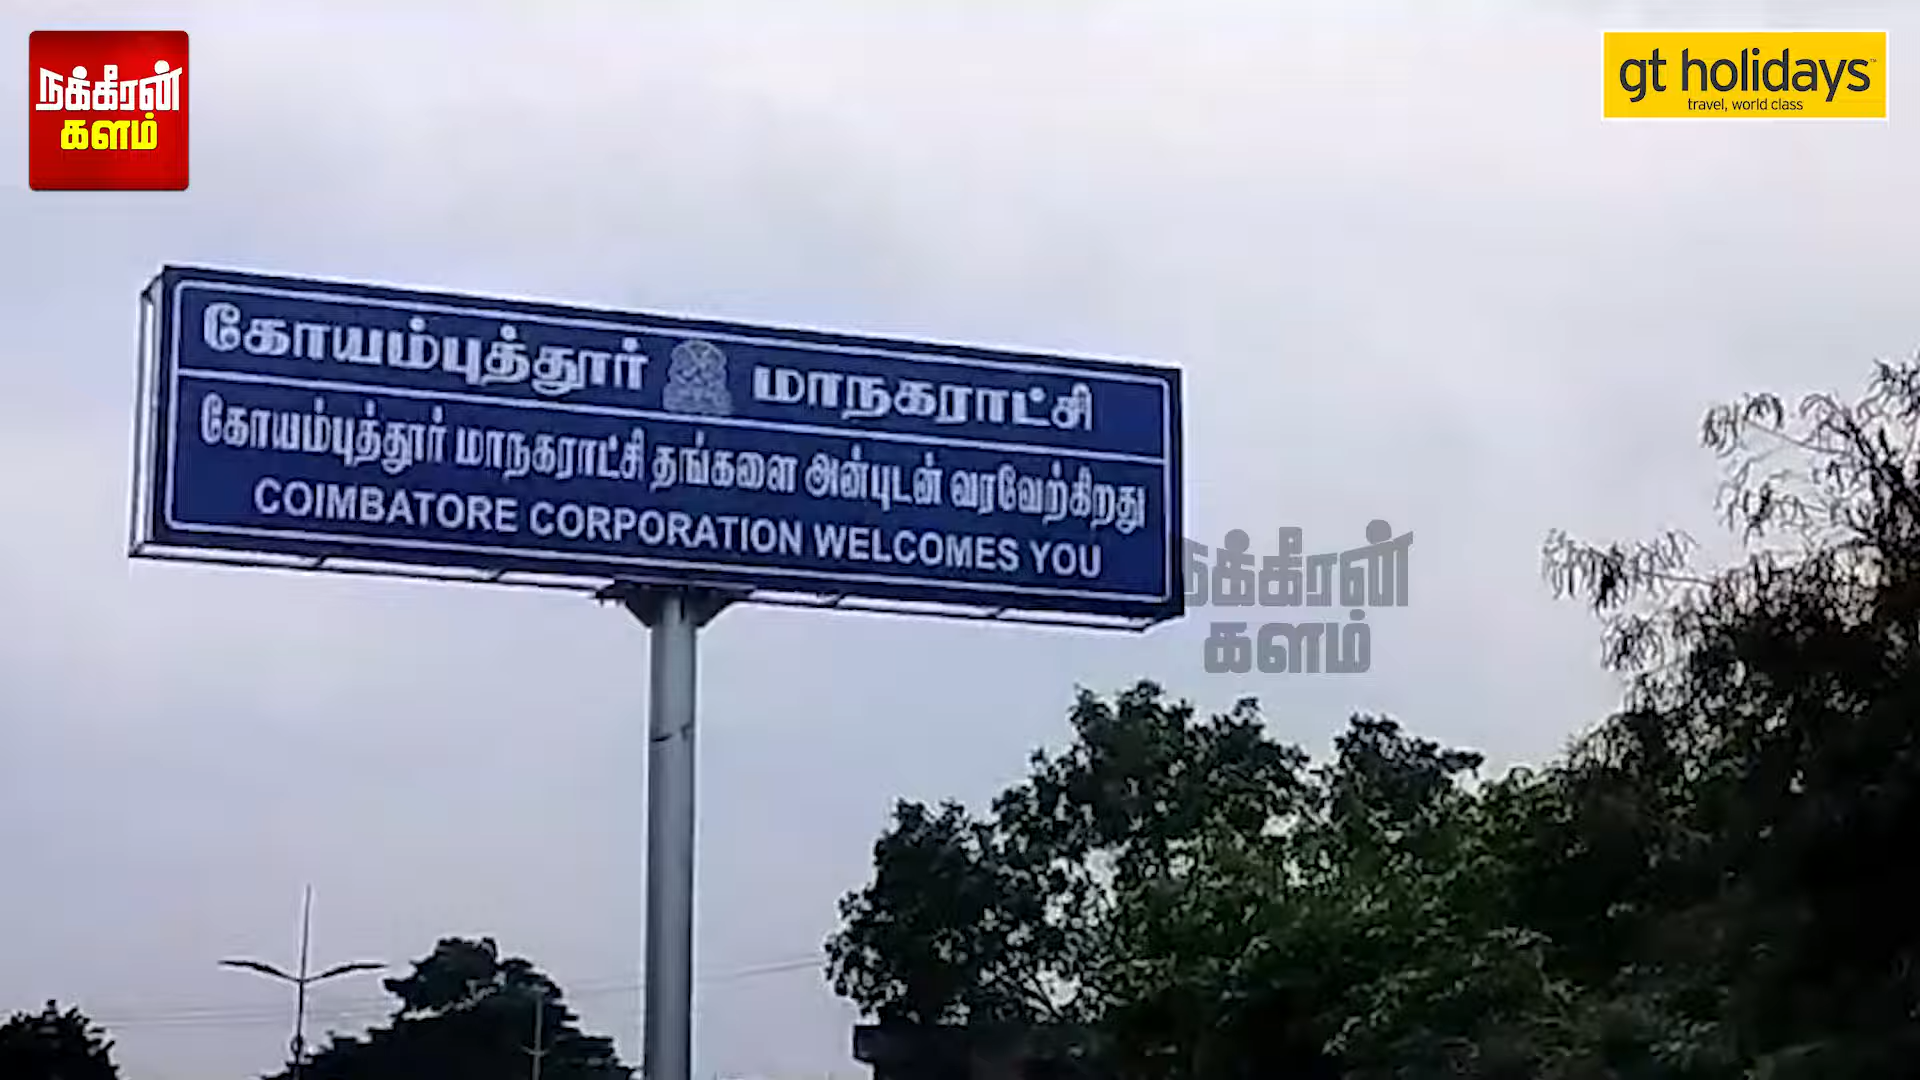 நக்கீரன்
களம்
gt holidays™
travel, world class
கோயம்புத்தூர் மாநகராட்சி
கோயம்புத்தூர் மாநகராட்சி தங்களை அன்புடன் வரவேற்கிறது
COIMBATORE CORPORATION WELCOMES YOU
நக்கீரன்
களம்